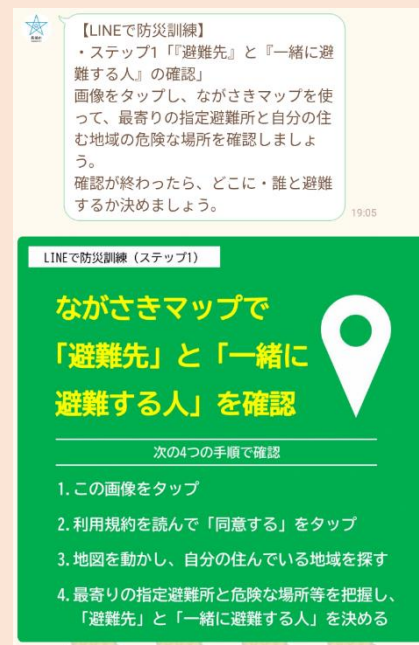 【LINEで防災訓練】
・ステップ1「『避難先』と『一緒に避
難する人』の確認」
画像をタップし、ながさきマップを使
って、最寄りの指定避難所と自分の住
む地域の危険な場所を確認しましょ
う。
確認が終わったら、どこに・誰と避難
するか決めましょう。
19:05
LINEで防災訓練（ステップ1）
ながさきマップで
「避難先」と「一緒に
避難する人」を確認
次の4つの手順で確認
1.この画像をタップ
2.利用規約を読んで「同意する」をタップ
3.地図を動かし、自分の住んでいる地域を探す
4.最寄りの指定避難所と危険な場所等を把握し、
「避難先」と「一緒に避難する人」を決める